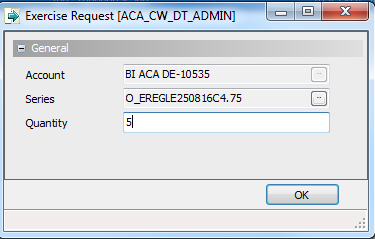 Exercise Request [ACA_CW_DT_ADMIN]
General
Account BI ACA DE-10535 ...
Series O_EREGLE250816C4.75 ...
Quantity 5
OK